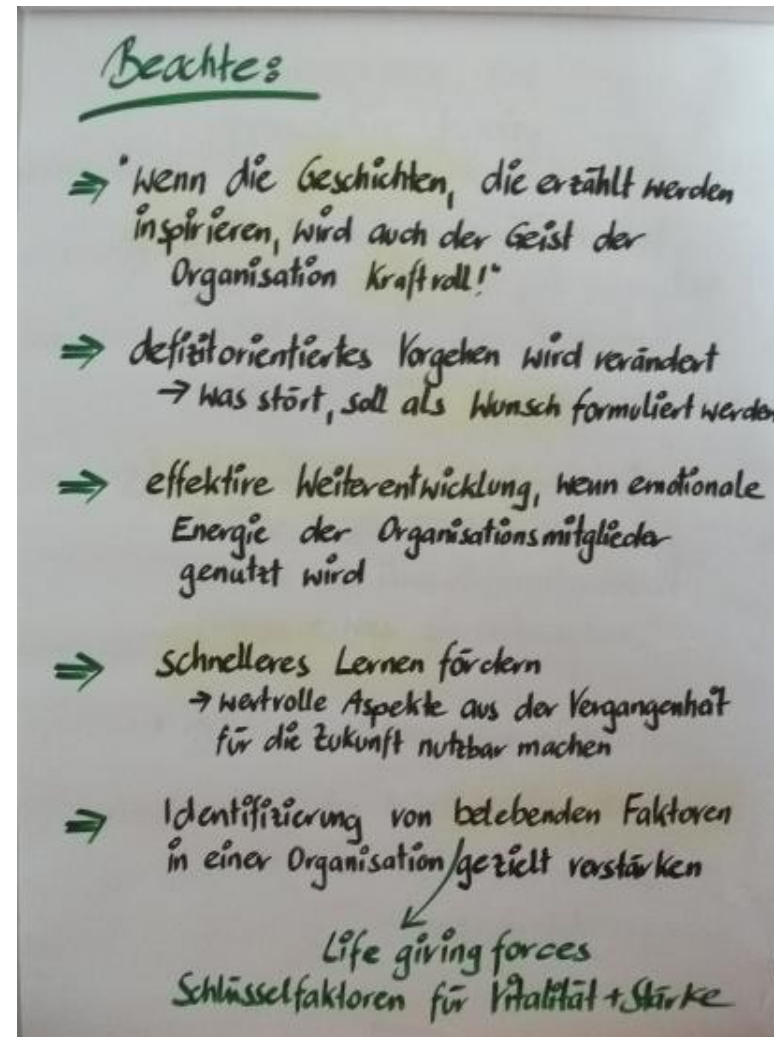 Beachte:
⇒ "Wenn die Geschichten, die erzählt werden
inspirieren, wird auch der Geist der
Organisation Kraftvoll!"
⇒ defizitorientiertes Vorgehen wird verändert
→ Was stört, soll als Wunsch formuliert werden
⇒ effektive Weiterentwicklung, wenn emotionale
Energie der Organisationsmitglieder
genutzt wird
⇒ schnelleres Lernen fördern
→ wertvolle Aspekte aus der Vergangenheit
für die Zukunft nutzbar machen
⇒ Identifizierung von belebenden Faktoren
in einer Organisation/gezielt verstärken
Life giving forces
Schlüsselfaktoren für Vitalität + Stärke